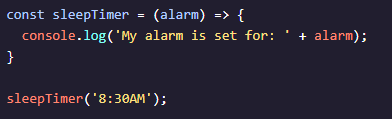 const sleepTimer = (alarm) => {
  console.log('My alarm is set for: ' + alarm);
}

sleepTimer('8:30AM');